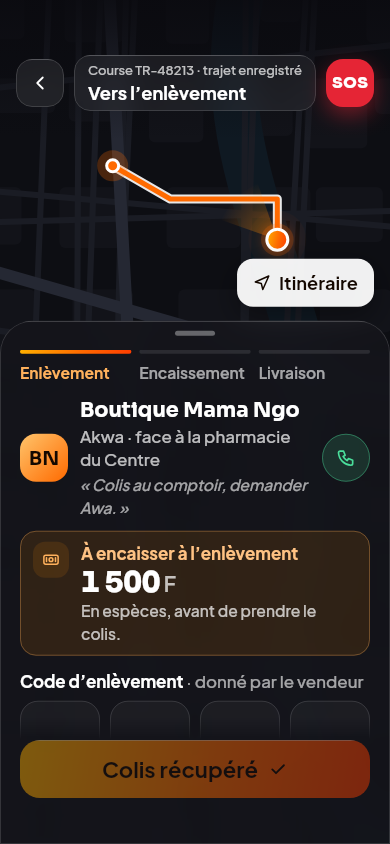 Course TR-48213 · trajet enregistré
Vers l’enlèvement
SOS
Itinéraire
Enlèvement
Encaissement
Livraison
Boutique Mama Ngo
BN
Akwa · face à la pharmacie
du Centre
« Colis au comptoir, demander
Awa. »
À encaisser à l’enlèvement
1 500 F
En espèces, avant de prendre le
colis.
Code d’enlèvement · donné par le vendeur
Colis récupéré